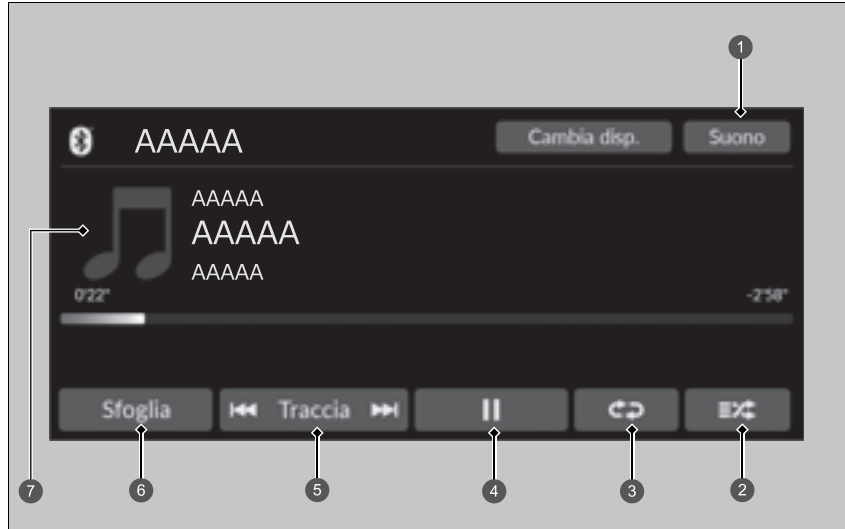 1
AAAAA Cambia disp. Suono
AAAAA
AAAAA
7
AAAAA
0'22" -2'58"
Sfoglia Traccia
7 6 5 4 3 2